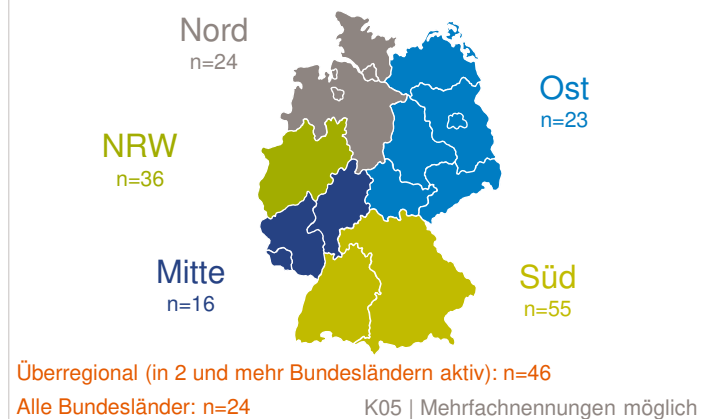 Nord
n=24
Ost
n=23
NRW
n=36
Mitte
n=16
Süd
n=55
Überregional (in 2 und mehr Bundesländern aktiv): n=46
Alle Bundesländer: n=24
K05 | Mehrfachnennungen möglich